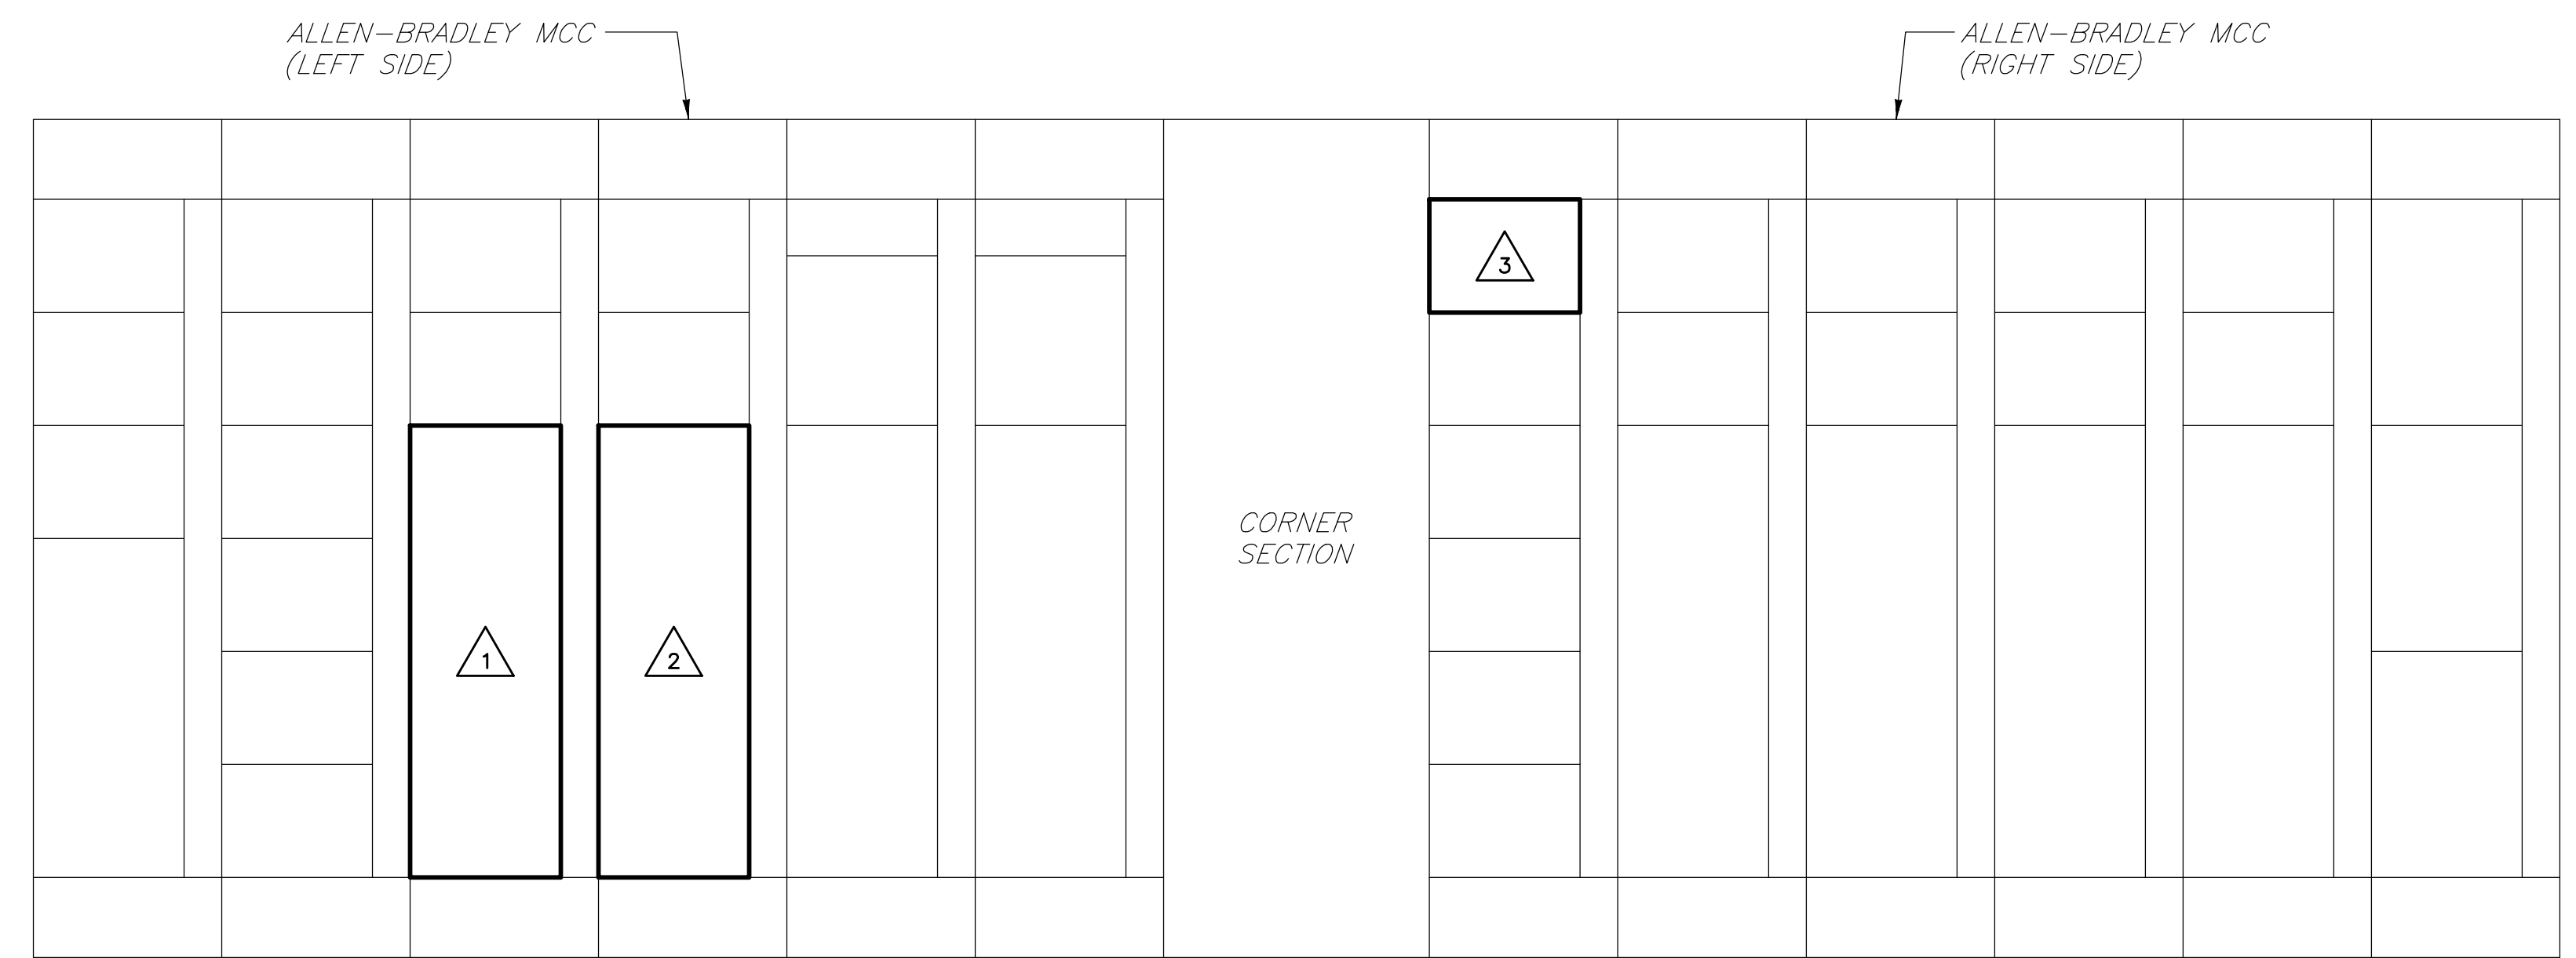 ALLEN-BRADLEY MCC
(LEFT SIDE)
ALLEN-BRADLEY MCC
(RIGHT SIDE)
3
CORNER
SECTION
1
2